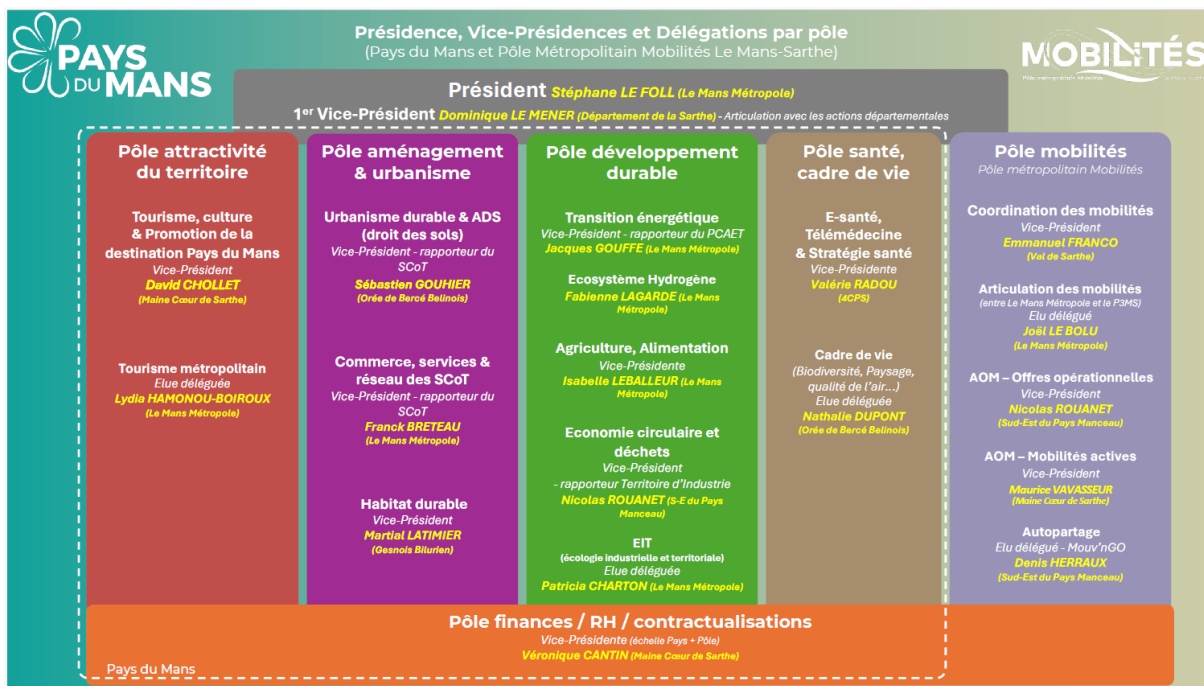 Présidence, Vice-Présidences et Délégations par pôle
(Pays du Mans et Pôle Métropolitain Mobilités Le Mans-Sarthe)
PAYS
DU MANS
MOBILITÉS
Président Stéphane LE FOLL (Le Mans Métropole)
1er Vice-Président Dominique LE MENER (Département de la Sarthe) - Articulation avec les actions départementales
Pôle attractivité
du territoire
Tourisme, culture
& Promotion de la
destination Pays du Mans
Vice-Président
David CHOLLET
(Maine Cœur de Sarthe)
Tourisme métropolitain
Elue déléguée
Lydia HAMONOU-BOIROUX
(Le Mans Métropole)
Pôle aménagement
& urbanisme
Urbanisme durable & ADS
(droit des sols)
Vice-Président - rapporteur du
SCoT
Sébastien GOUHIER
(Orée de Bercé Belinois)
Commerce, services &
réseau des SCoT
Vice-Président - rapporteur du
SCoT
Franck BRETEAU
(Le Mans Métropole)
Habitat durable
Vice-Président
Martial LATIMIER
(Gesnois Bilurien)
Pôle développement
durable
Transition énergétique
Vice-Président - rapporteur du PCAET
Jacques GOUFFE (Le Mans Métropole)
Ecosystème Hydrogène
Fabienne LAGARDE (Le Mans
Métropole)
Agriculture, Alimentation
Vice-Présidente
Isabelle LEBALLEUR (Le Mans
Métropole)
Economie circulaire et
déchets
Vice-Président
- rapporteur Territoire d'Industrie
Nicolas ROUANET (S-E du Pays
Manceau)
EIT
(écologie industrielle et territoriale)
Elue déléguée
Patricia CHARTON (Le Mans Métropole)
Pôle santé,
cadre de vie
E-santé,
Télémédecine
& Stratégie santé
Vice-Présidente
Valérie RADOU
(4CPS)
Cadre de vie
(Biodiversité, Paysage,
qualité de l'air...)
Elue déléguée
Nathalie DUPONT
(Orée de Bercé Belinois)
Pôle mobilités
Pôle métropolitain Mobilités
Coordination des mobilités
Vice-Président
Emmanuel FRANCO
(Val de Sarthe)
Articulation des mobilités
(entre Le Mans Métropole et le P3MS)
Elu délégué
Joël LE BOLU
(Le Mans Métropole)
AOM – Offres opérationnelles
Vice-Président
Nicolas ROUANET
(Sud-Est du Pays Manceau)
AOM – Mobilités actives
Vice-Président
Maurice VAVASSEUR
(Maine Cœur de Sarthe)
Autopartage
Elu délégué - Mouv'nGO
Denis HERRAUX
(Sud-Est du Pays Manceau)
Pôle finances / RH / contractualisations
Vice-Présidente (échelle Pays + Pôle)
Véronique CANTIN (Maine Cœur de Sarthe)
Pays du Mans